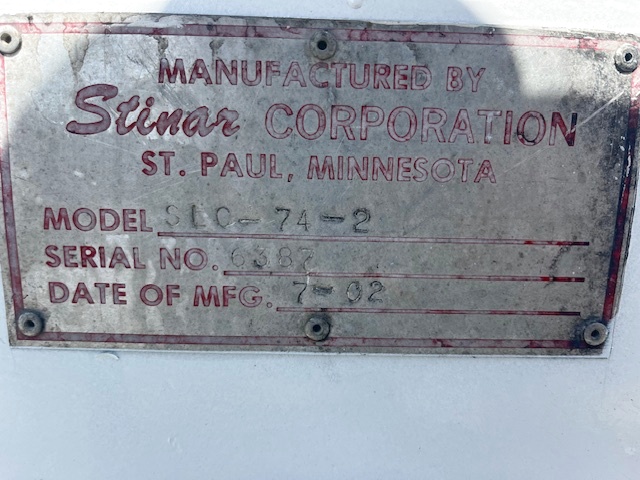 MANUFACTURED BY
Stinar CORPORATION
ST. PAUL, MINNESOTA
MODEL SLC-74-2
SERIAL NO. 6387
DATE OF MFG. 7-02